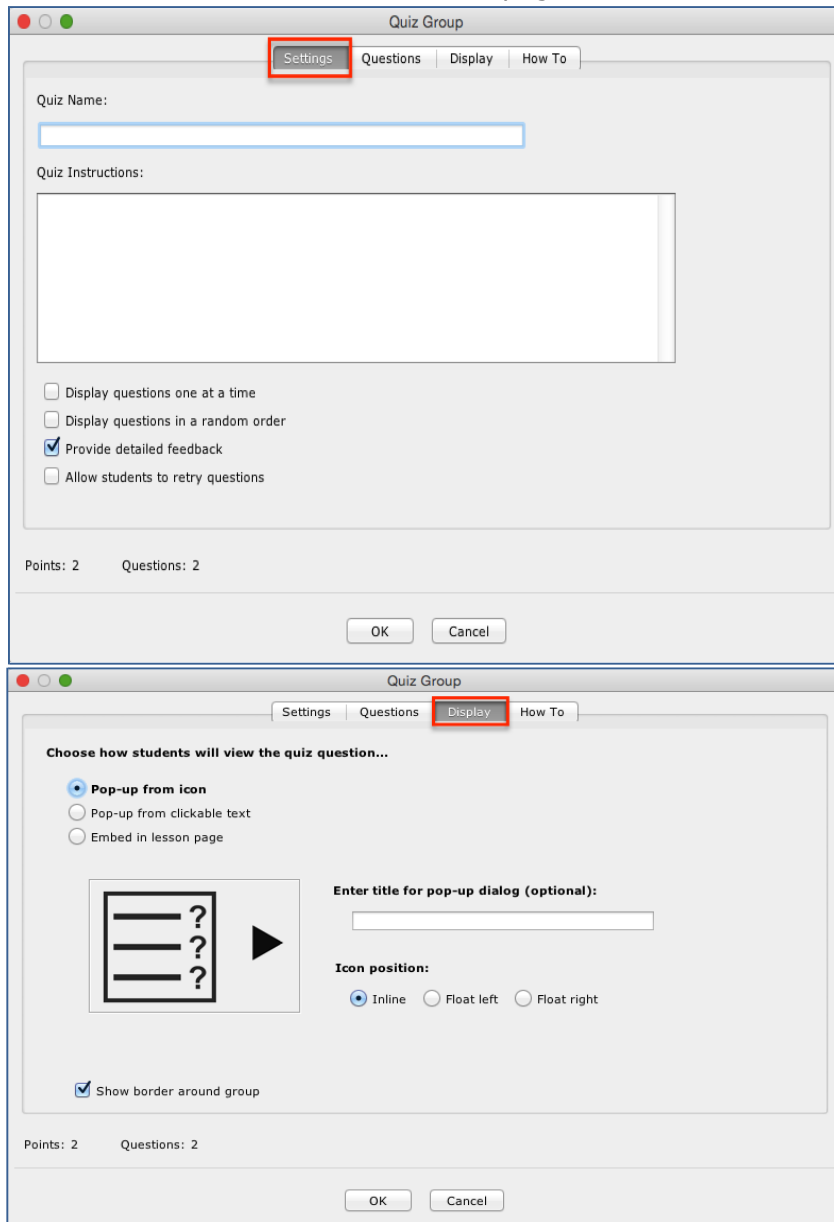 Quiz Group
Settings Questions Display How To
Quiz Name:
Quiz Instructions:
Display questions one at a time
Display questions in a random order
Provide detailed feedback
Allow students to retry questions
Points: 2 Questions: 2
OK Cancel
Quiz Group
Settings Questions Display How To
Choose how students will view the quiz question...
Pop-up from icon
Pop-up from clickable text
Embed in lesson page
?
?
?
Enter title for pop-up dialog (optional):
Icon position:
Inline Float left Float right
Show border around group
Points: 2 Questions: 2
OK Cancel